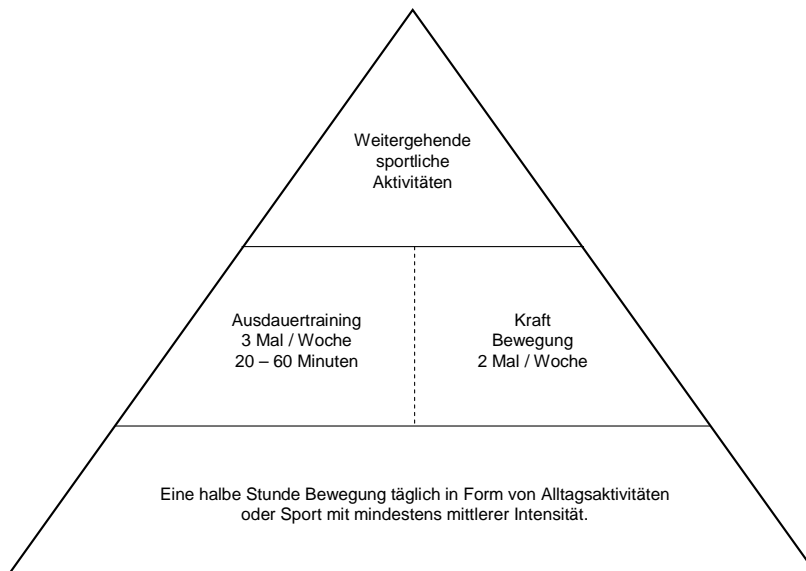 Weitergehende
sportliche
Aktivitäten
Ausdauertraining
3 Mal / Woche
20 – 60 Minuten
Kraft
Bewegung
2 Mal / Woche
Eine halbe Stunde Bewegung täglich in Form von Alltagsaktivitäten
oder Sport mit mindestens mittlerer Intensität.